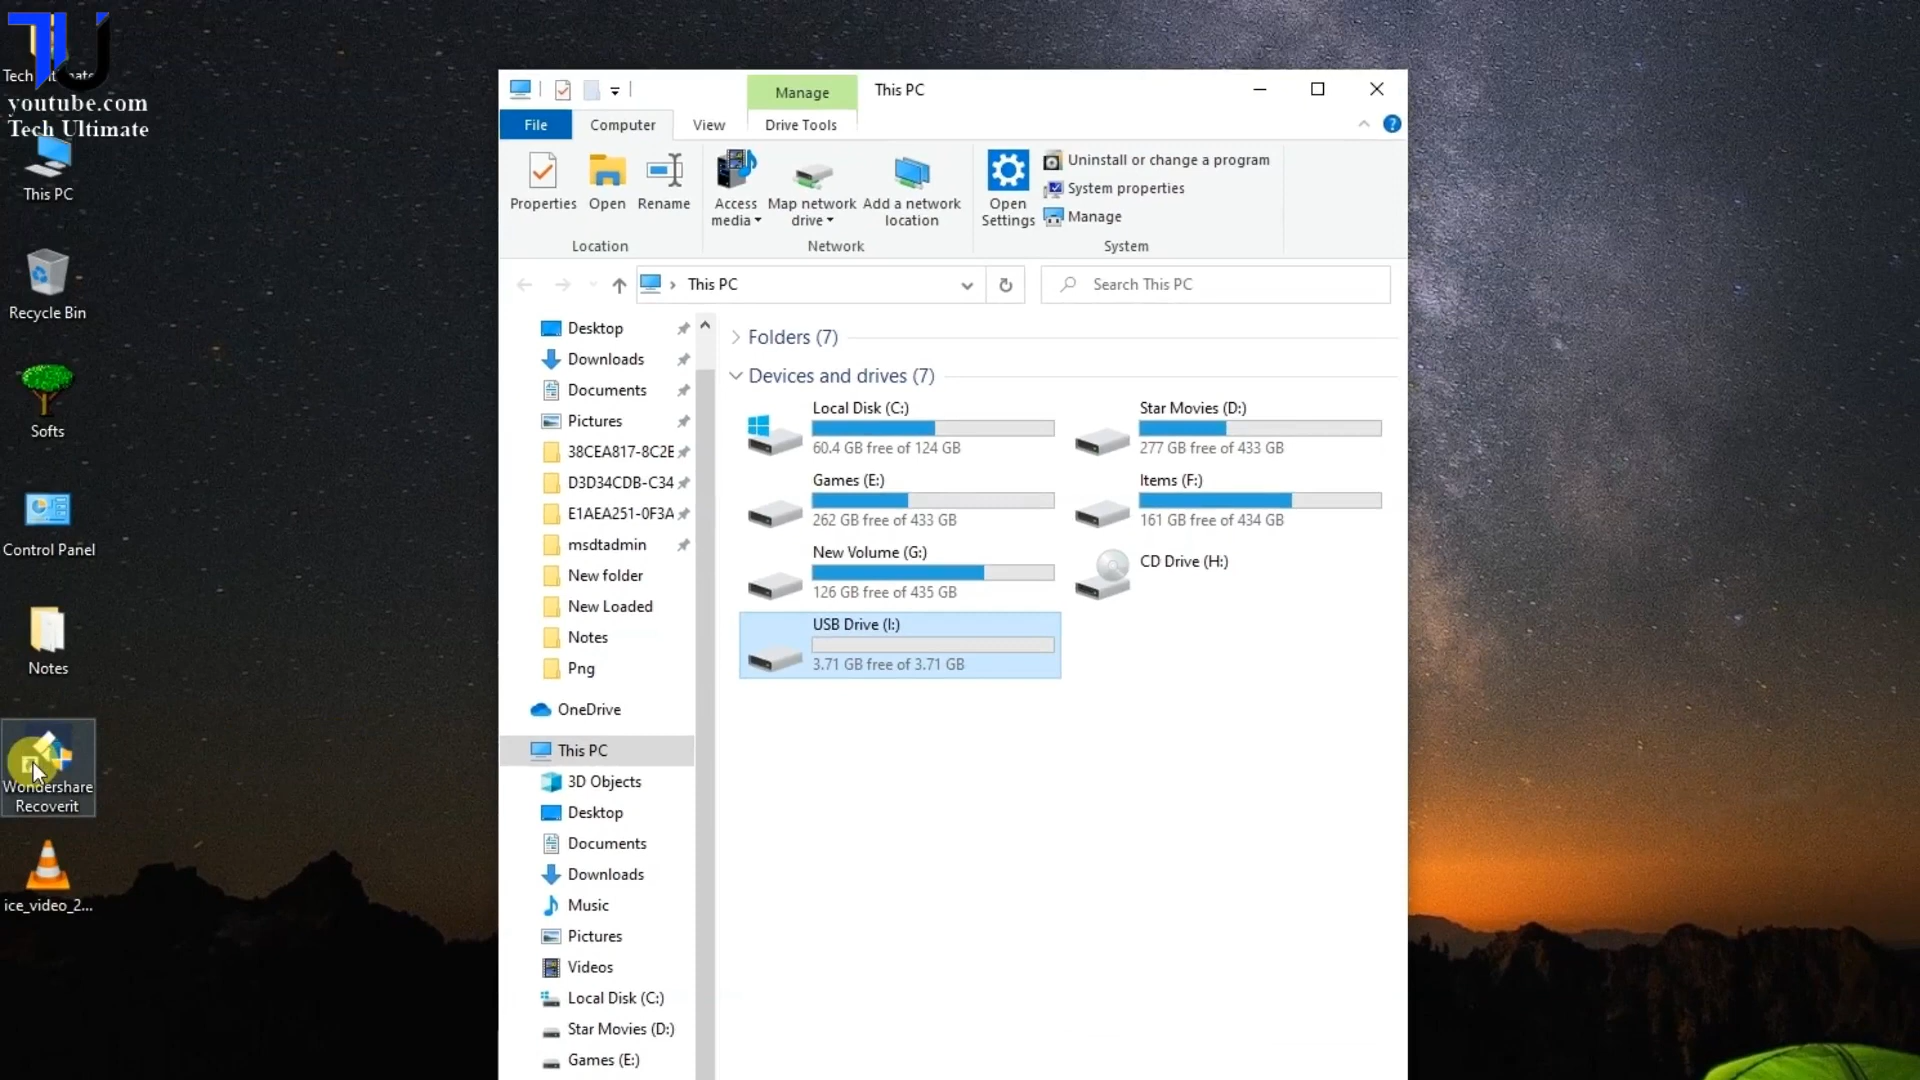 TU
Tech Ultimate
youtube.com
Tech Ultimate
This PC
Recycle Bin
Softs
Control Panel
Notes
Wondershare
Recoverit
ice_video_2...
Manage
This PC
File
Computer
View
Drive Tools
Properties
Open
Rename
Access
media
Map network
drive
Add a network
location
Open
Settings
Uninstall or change a program
System properties
Manage
Location
Network
System
This PC
Search This PC
Desktop
Downloads
Documents
Pictures
38CEA817-8C2E
D3D34CDB-C34
E1AEA251-0F3A
msdtadmin
New folder
New Loaded
Notes
Png
OneDrive
This PC
3D Objects
Desktop
Documents
Downloads
Music
Pictures
Videos
Local Disk (C:)
Star Movies (D:)
Games (E:)
Folders (7)
Devices and drives (7)
Local Disk (C:)
60.4 GB free of 124 GB
Star Movies (D:)
277 GB free of 433 GB
Games (E:)
262 GB free of 433 GB
Items (F:)
161 GB free of 434 GB
New Volume (G:)
126 GB free of 435 GB
CD Drive (H:)
USB Drive (I:)
3.71 GB free of 3.71 GB